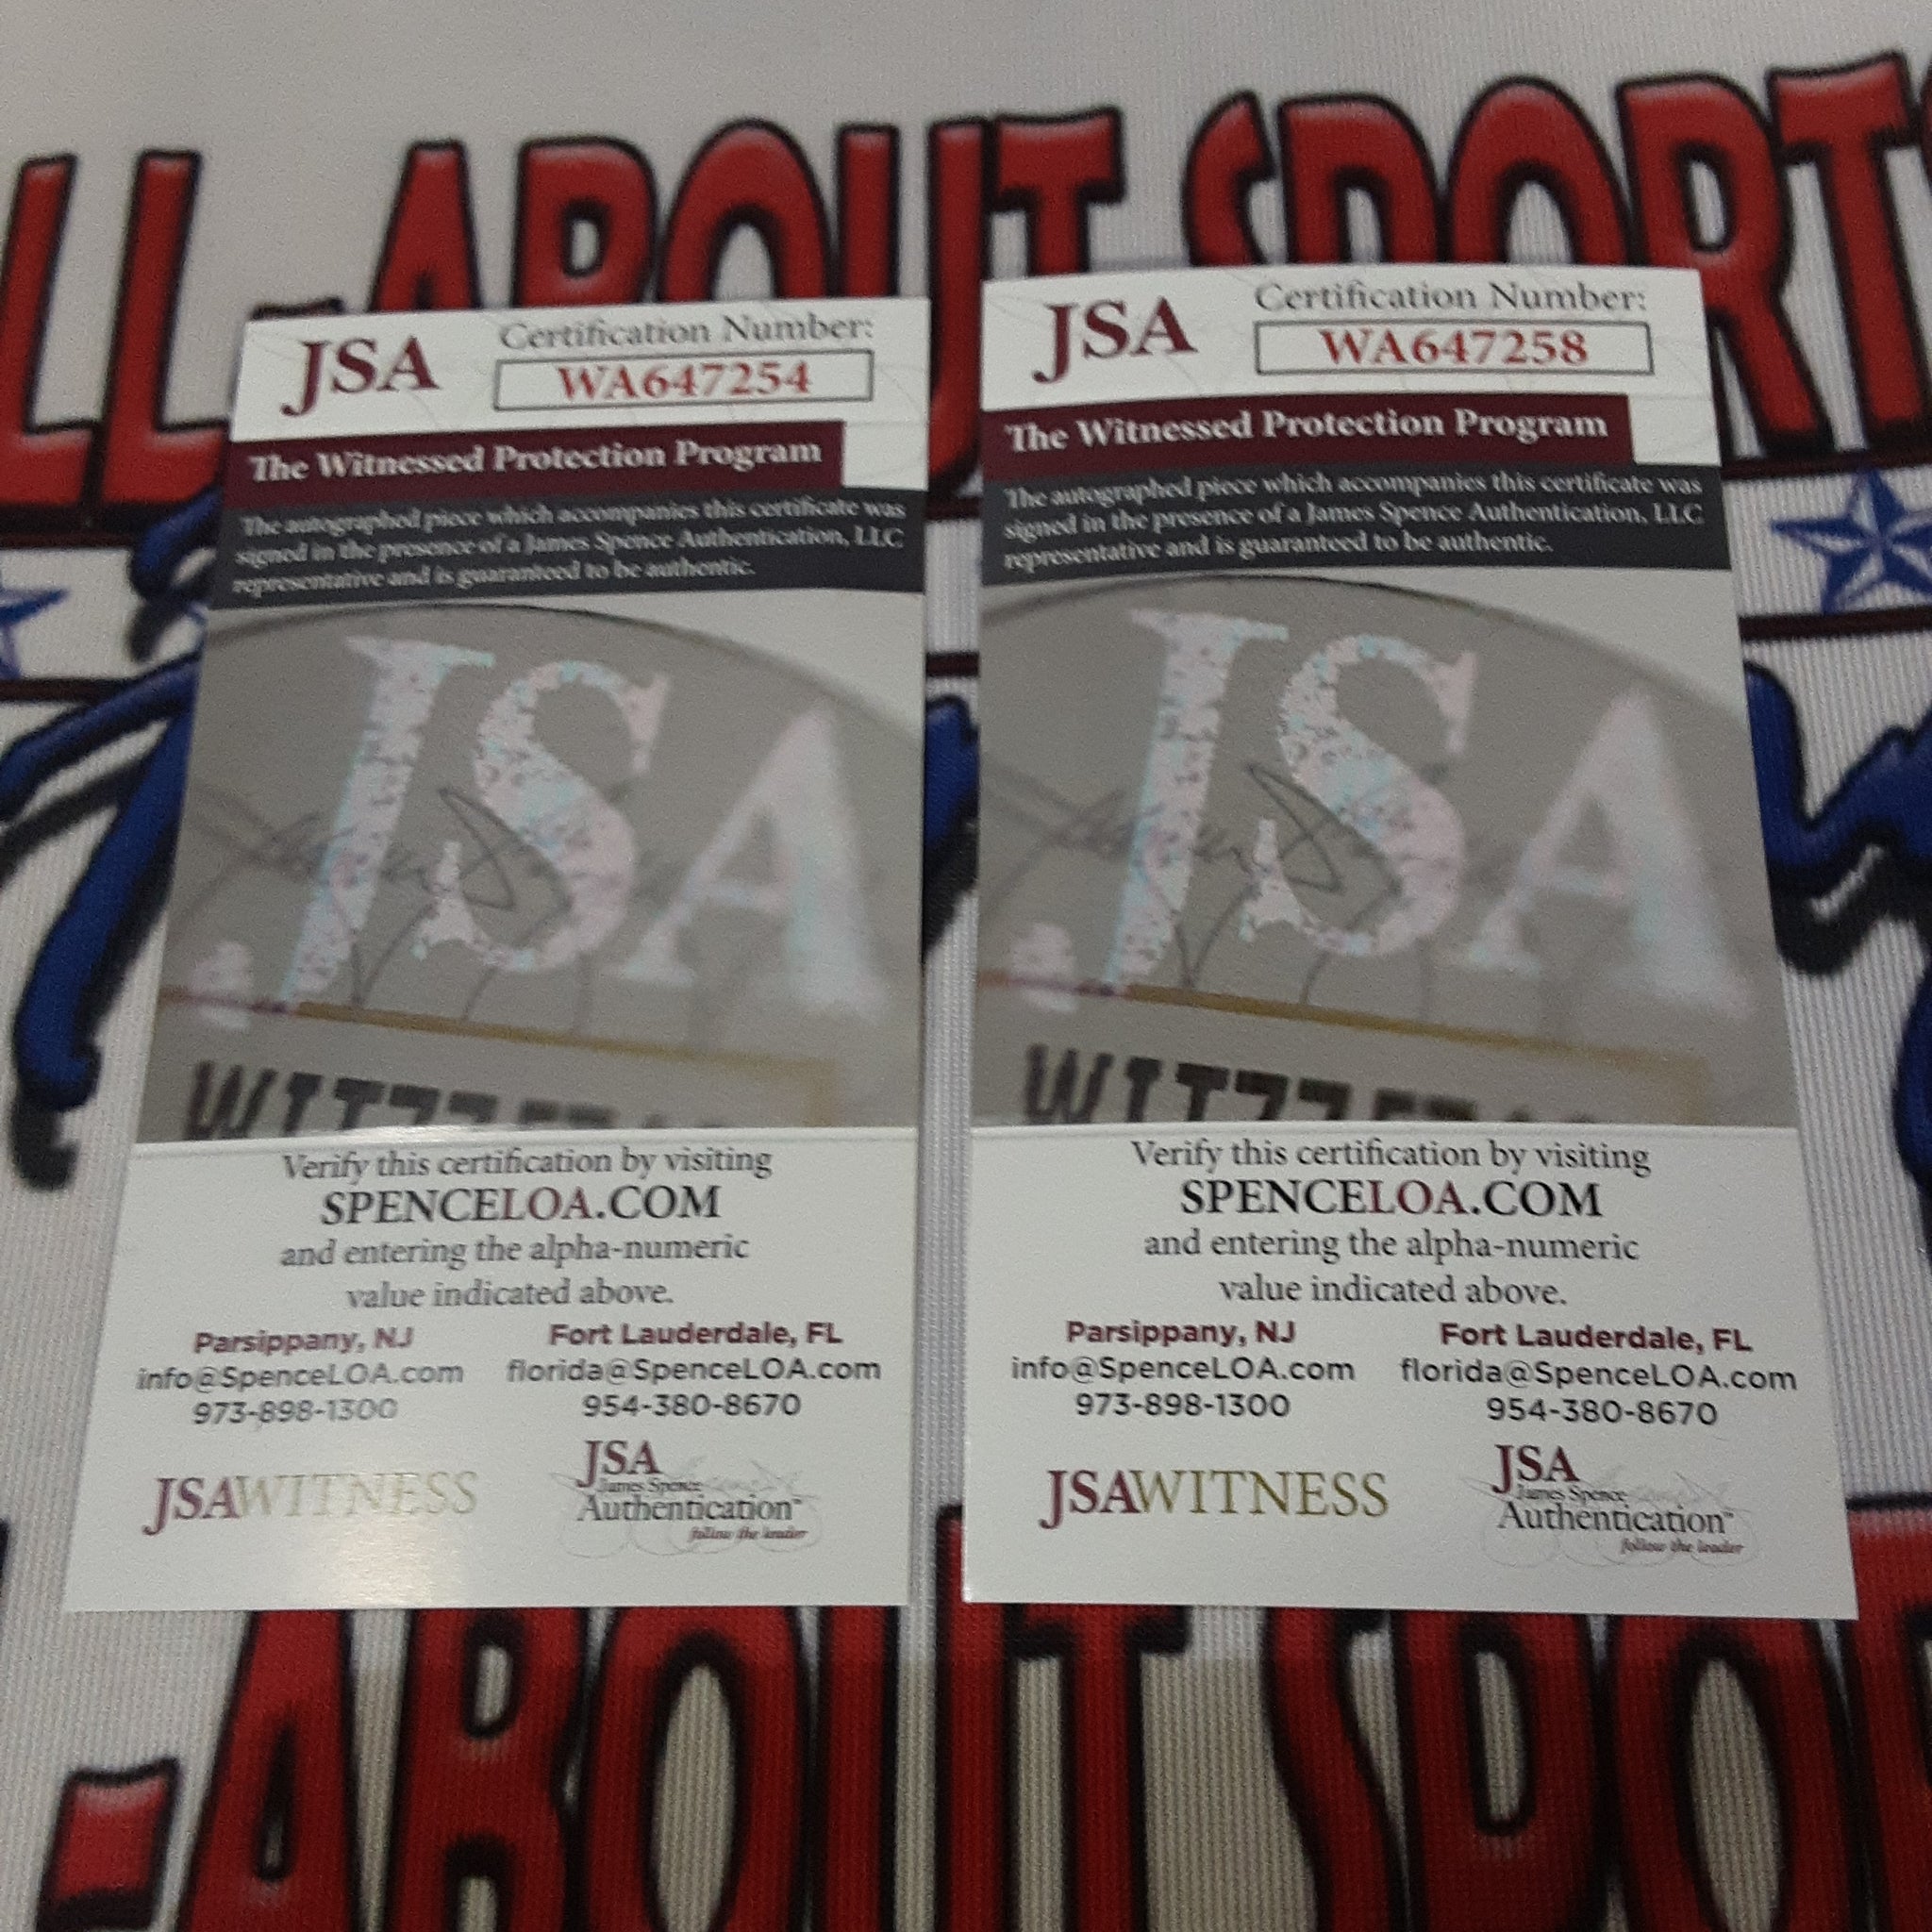 LL-ABOUT SPORTS
JSA
Certification Number:
WA647254
The Witnessed Protection Program
The autographed piece which accompanies this certificate was
signed in the presence of a James Spence Authentication, LLC
representative and is guaranteed to be authentic.
JSA
Verify this certification by visiting
SPENCELOA.COM
and entering the alpha-numeric
value indicated above.
Parsippany, NJ
info@SpenceLOA.com
973-898-1300
Fort Lauderdale, FL
florida@SpenceLOA.com
954-380-8670
JSAWITNESS
JSA
James Spence
Authentication™
follow the leader
JSA
Certification Number:
WA647258
The Witnessed Protection Program
The autographed piece which accompanies this certificate was
signed in the presence of a James Spence Authentication, LLC
representative and is guaranteed to be authentic.
JSA
Verify this certification by visiting
SPENCELOA.COM
and entering the alpha-numeric
value indicated above.
Parsippany, NJ
info@SpenceLOA.com
973-898-1300
Fort Lauderdale, FL
florida@SpenceLOA.com
954-380-8670
JSAWITNESS
JSA
James Spence
Authentication™
follow the leader
-ABOUT SPO